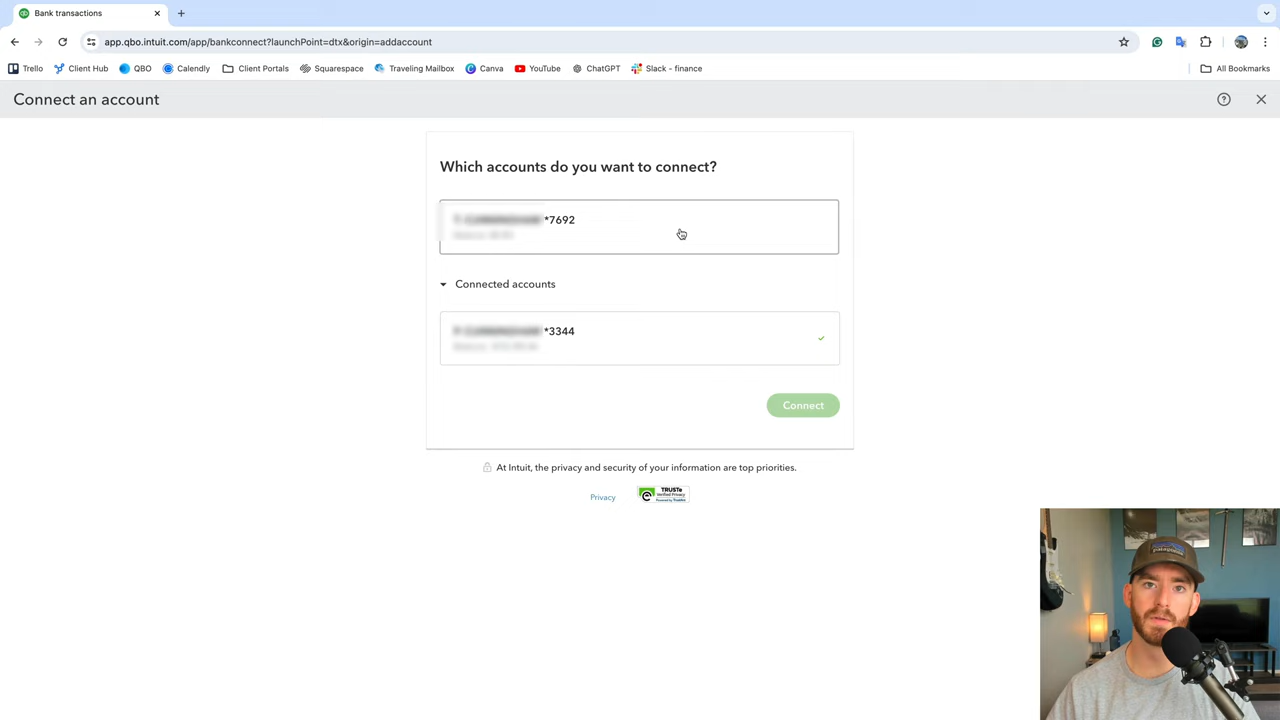 Bank transactions
app.qbo.intuit.com/app/bankconnect?launchPoint=dtx&origin=addaccount
Trello Client Hub QBO Calendly Client Portals Squarespace Traveling Mailbox Canva YouTube ChatGPT Slack - finance All Bookmarks
Connect an account
Which accounts do you want to connect?
*7692
Connected accounts
*3344
Connect
At Intuit, the privacy and security of your information are top priorities.
Privacy
TRUSTe
Verified Privacy
patagonia